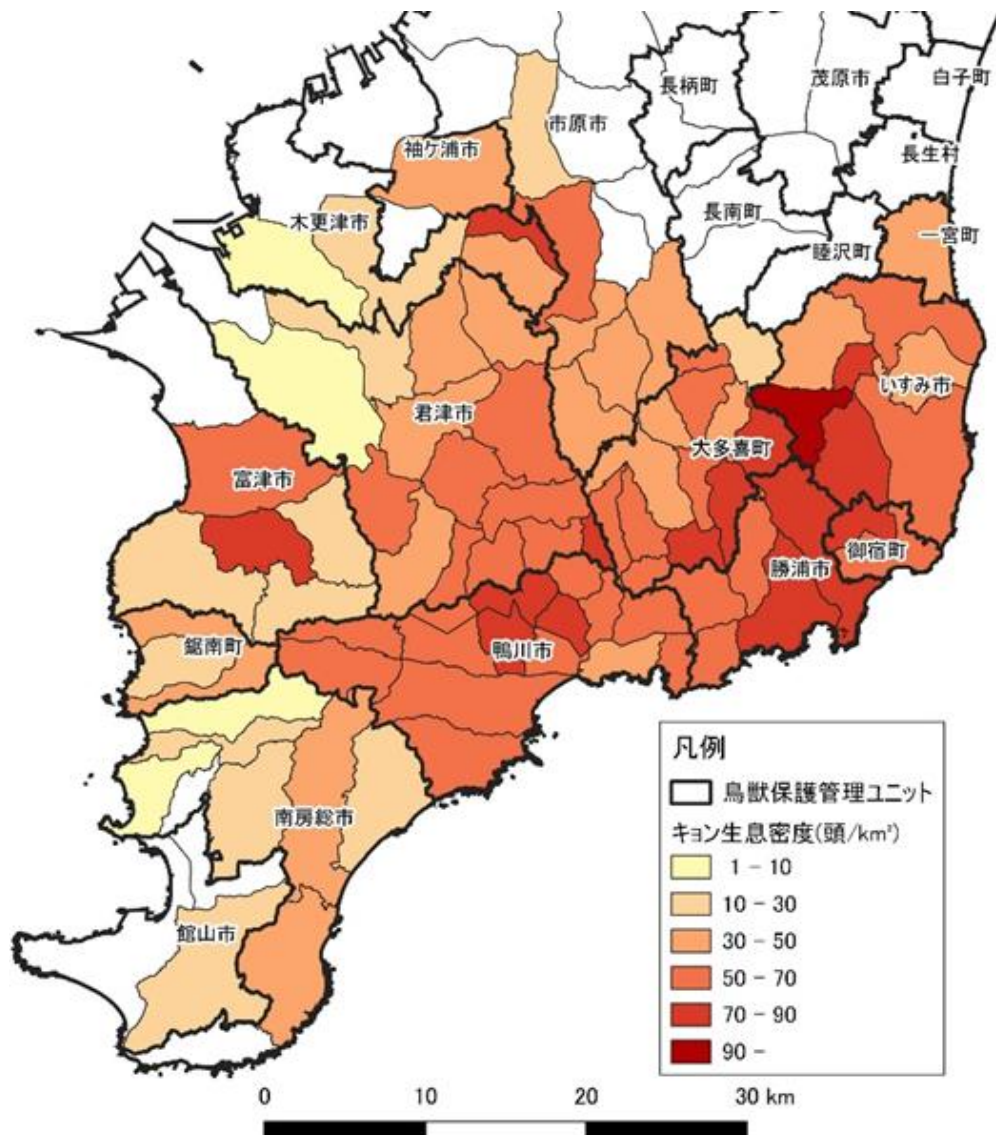 長柄町
茂原市
白子町
市原市
袖ケ浦市
長生村
長南町
木更津市
睦沢町
一宮町
いすみ市
君津市
大多喜町
富津市
御宿町
勝浦市
鋸南町
鴨川市
南房総市
館山市
凡例
鳥獣保護管理ユニット
キョン生息密度(頭/km²)
1 - 10
10 - 30
30 - 50
50 - 70
70 - 90
90 -
0 10 20 30 km